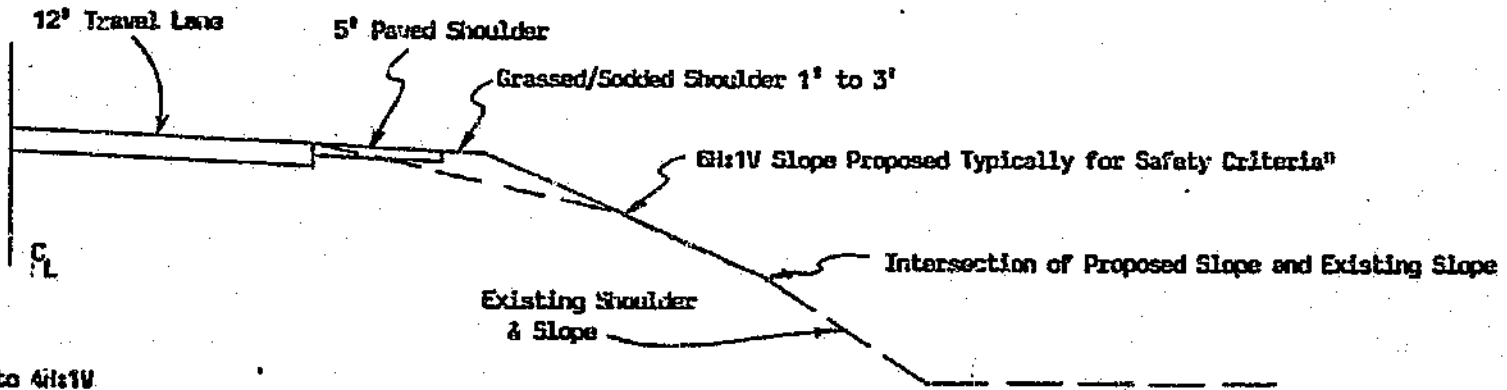 12' Travel Lane
5' Paved Shoulder
Grassed/Sodded Shoulder 1' to 3'
6H:1V Slope Proposed Typically for Safety Criteria"
CL
Intersection of Proposed Slope and Existing Slope
Existing Shoulder
& Slope
to 4H:1V